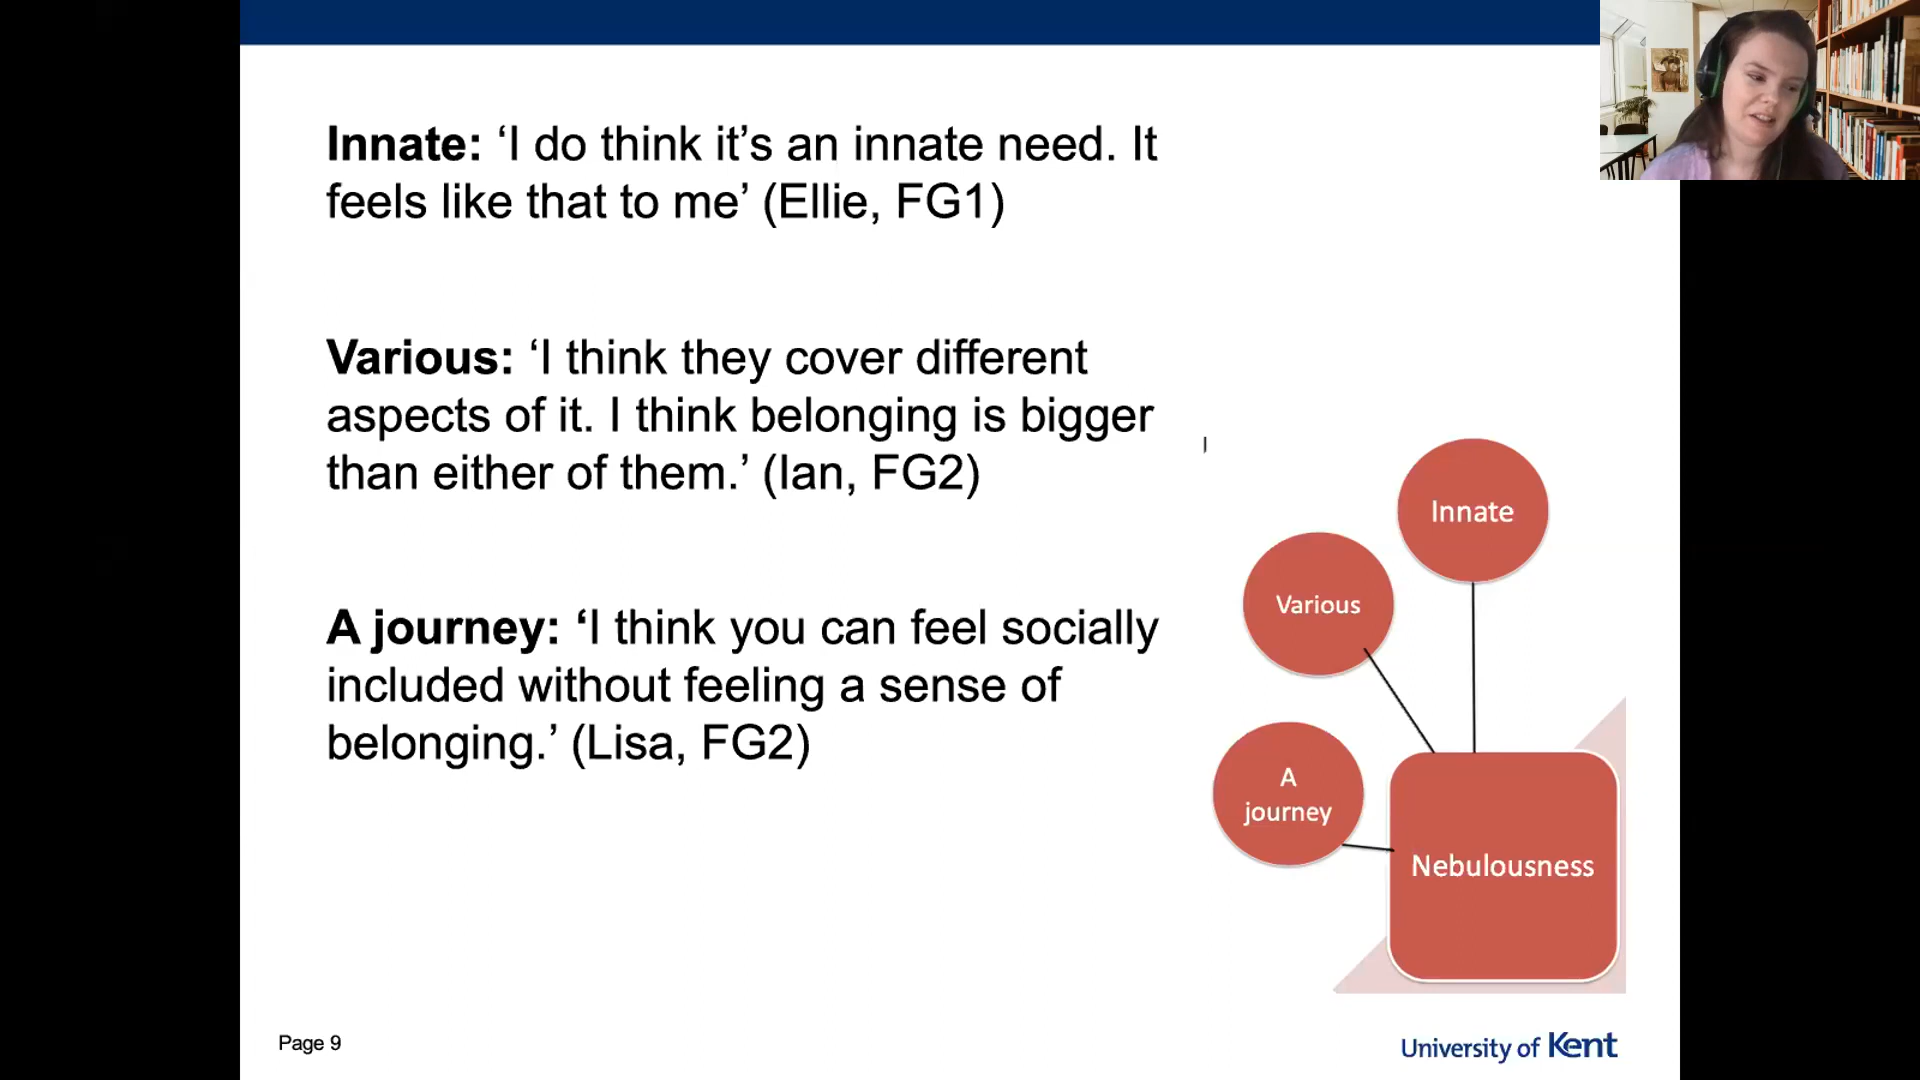 Innate: ‘I do think it’s an innate need. It
feels like that to me’ (Ellie, FG1)
Various: ‘I think they cover different
aspects of it. I think belonging is bigger
than either of them.’ (Ian, FG2)
A journey: ‘I think you can feel socially
included without feeling a sense of
belonging.’ (Lisa, FG2)
Innate
Various
A
journey
Nebulousness
Page 9
University of Kent